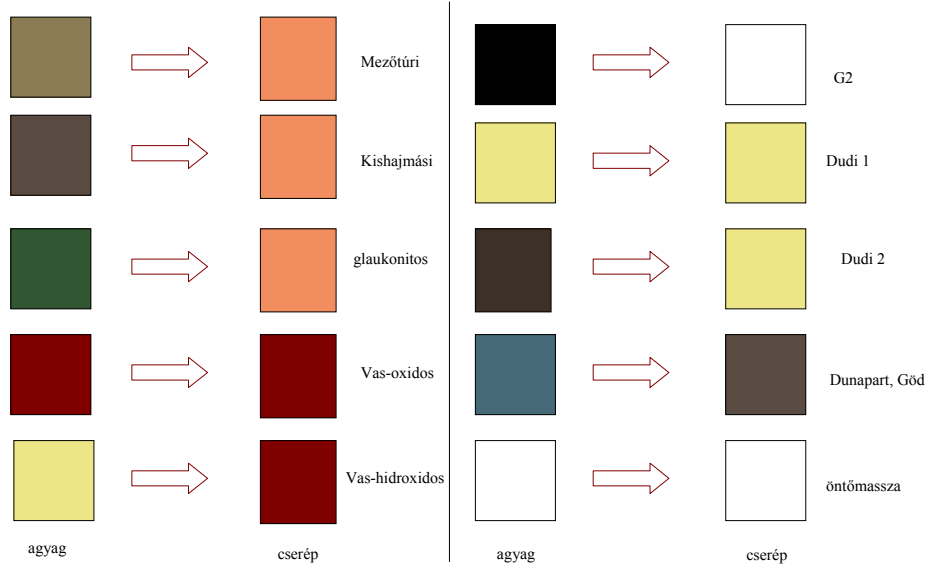 Mezőtúri
Kishajmási
glaukonitos
Vas-oxidos
Vas-hidroxidos
agyag
cserép
G2
Dudi 1
Dudi 2
Dunapart, Göd
öntőmassza
agyag
cserép